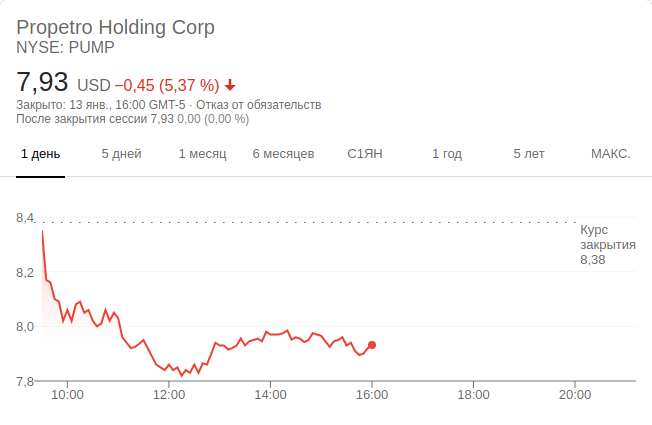 Propetro Holding Corp
NYSE: PUMP
7,93 USD −0,45 (5,37 %)
Закрыто: 13 янв., 16:00 GMT-5 · Отказ от обязательств
После закрытия сессии 7,93 0,00 (0,00 %)
1 день 5 дней 1 месяц 6 месяцев С1ЯН 1 год 5 лет МАКС.
8,4
Курс
закрытия
8,38
8,2
8,0
7,8
10:00 12:00 14:00 16:00 18:00 20:00